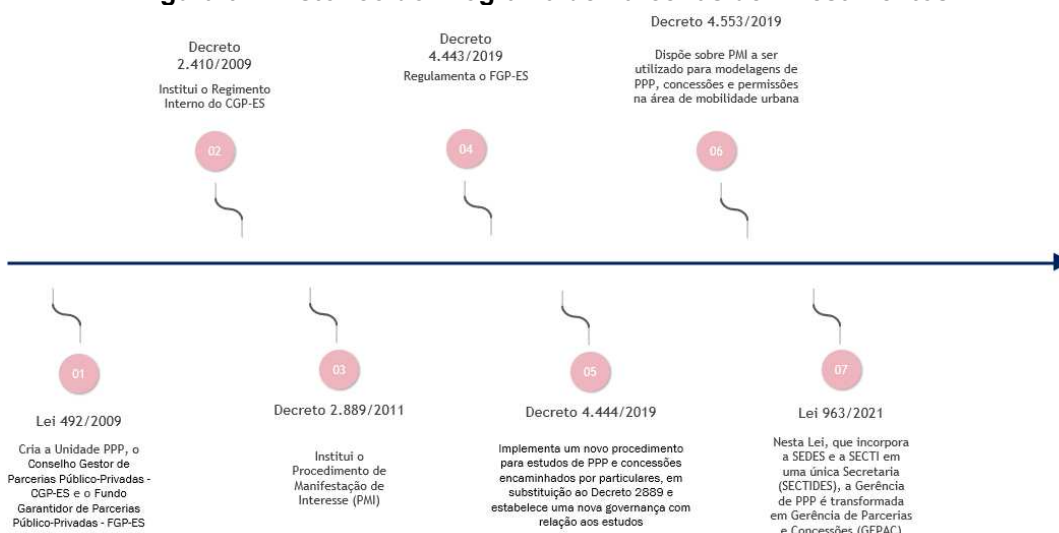 Decreto 4.553/2019
Dispõe sobre PMI a ser
utilizado para modelagens de
PPP, concessões e permissões
na área de mobilidade urbana
06
Decreto
4.443/2019
Regulamenta o FGP-ES
04
Decreto
2.410/2009
Institui o Regimento
Interno do CGP-ES
02
01
Lei 492/2009
Cria a Unidade PPP, o
Conselho Gestor de
Parcerias Público-Privadas -
CGP-ES e o Fundo
Garantidor de Parcerias
Público-Privadas - FGP-ES
03
Decreto 2.889/2011
Institui o
Procedimento de
Manifestação de
Interesse (PMI)
05
Decreto 4.444/2019
Implementa um novo procedimento
para estudos de PPP e concessões
encaminhados por particulares, em
substituição ao Decreto 2889 e
estabelece uma nova governança com
relação aos estudos
07
Lei 963/2021
Nesta Lei, que incorpora
a SEDES e a SECTI em
uma única Secretaria
(SECTIDES), a Gerência
de PPP é transformada
em Gerência de Parcerias
e Concessões (GEPAC)